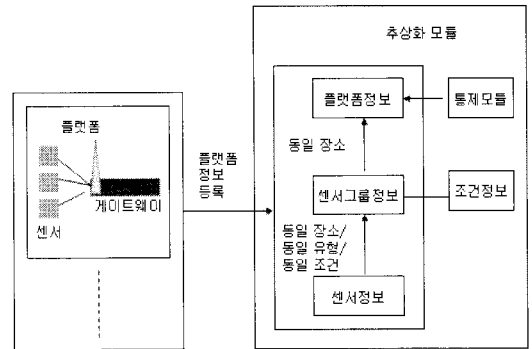 추상화 모듈
플랫폼정보
통제모듈
플랫폼
동일 장소
플랫폼
정보
등록
게이트웨이
센서그룹정보
조건정보
센서
동일 장소/
동일 유형/
동일 조건
센서정보